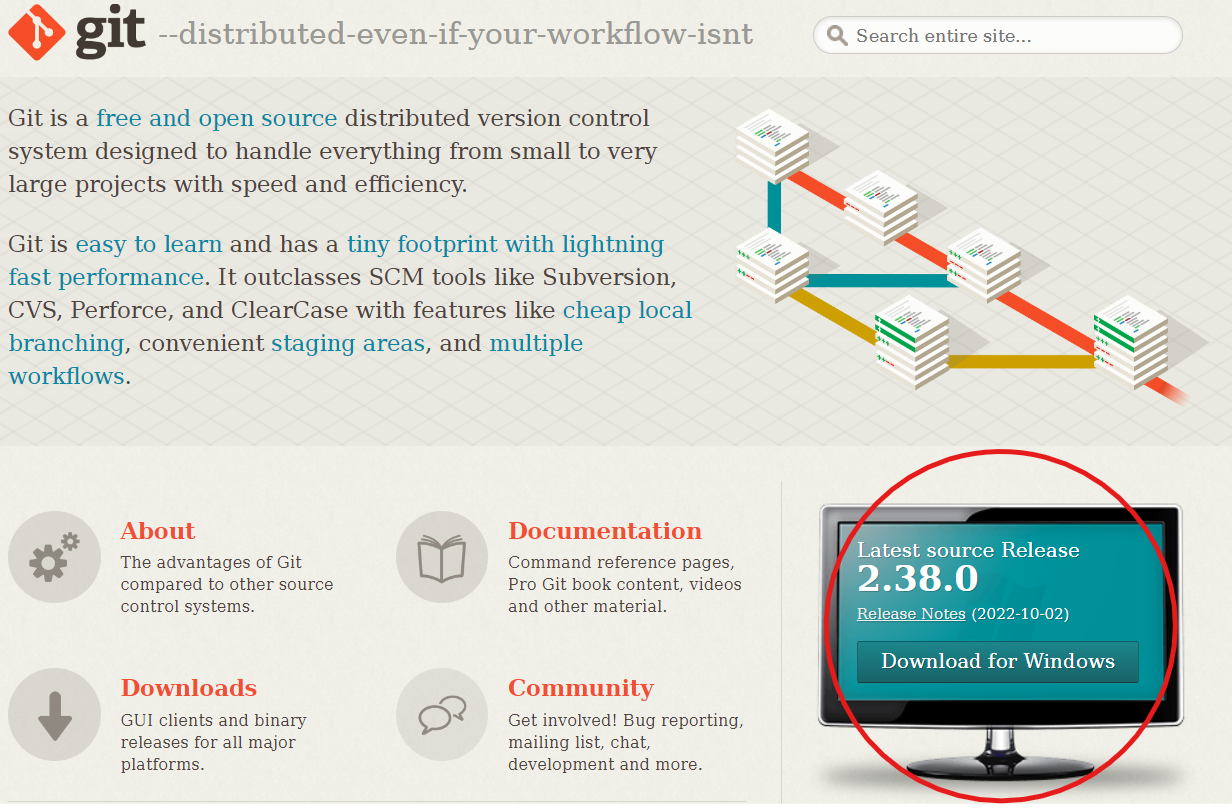 git --distributed-even-if-your-workflow-isnt
Search entire site...
Git is a free and open source distributed version control
system designed to handle everything from small to very
large projects with speed and efficiency.
Git is easy to learn and has a tiny footprint with lightning
fast performance. It outclasses SCM tools like Subversion,
CVS, Perforce, and ClearCase with features like cheap local
branching, convenient staging areas, and multiple
workflows.
About
The advantages of Git
compared to other source
control systems.
Documentation
Command reference pages,
Pro Git book content, videos
and other material.
Downloads
GUI clients and binary
releases for all major
platforms.
Community
Get involved! Bug reporting,
mailing list, chat,
development and more.
Latest source Release
2.38.0
Release Notes (2022-10-02)
Download for Windows